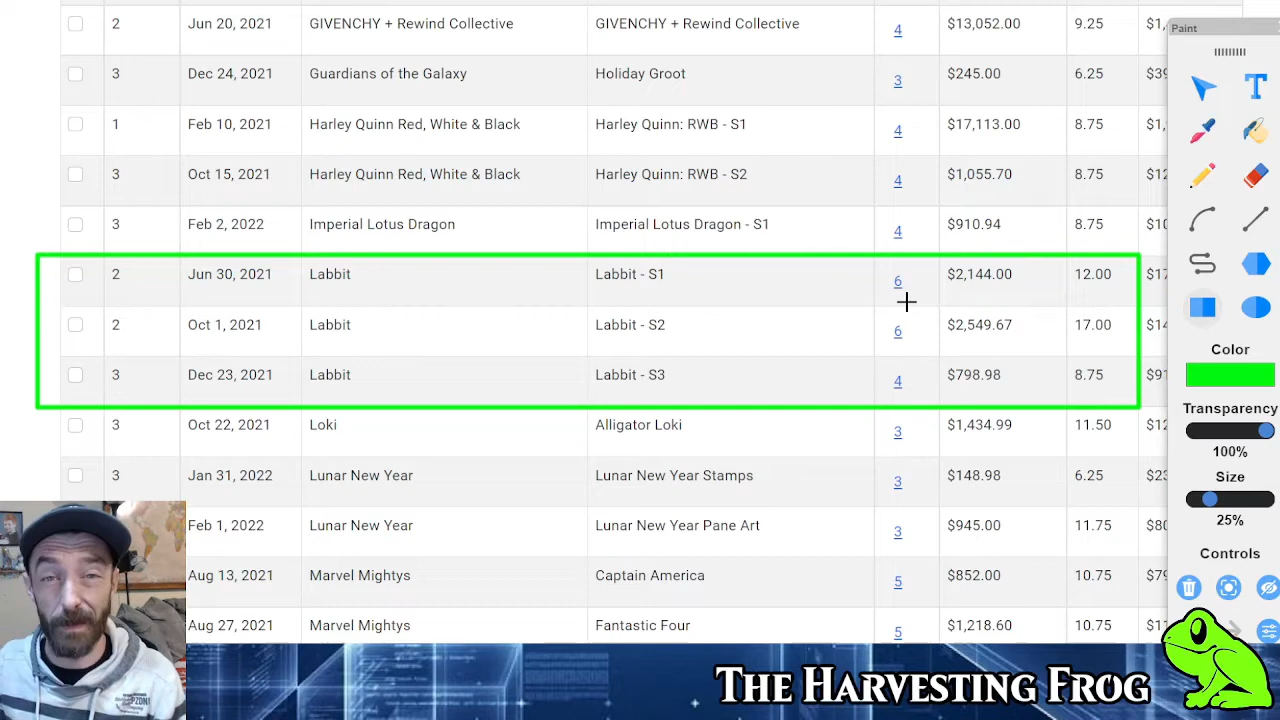 2 Jun 20, 2021 GIVENCHY + Rewind Collective GIVENCHY + Rewind Collective 4 $13,052.00 9.25
3 Dec 24, 2021 Guardians of the Galaxy Holiday Groot 3 $245.00 6.25
1 Feb 10, 2021 Harley Quinn Red, White & Black Harley Quinn: RWB - S1 4 $17,113.00 8.75
3 Oct 15, 2021 Harley Quinn Red, White & Black Harley Quinn: RWB - S2 4 $1,055.70 8.75
3 Feb 2, 2022 Imperial Lotus Dragon Imperial Lotus Dragon - S1 4 $910.94 8.75
2 Jun 30, 2021 Labbit Labbit - S1 6 $2,144.00 12.00
2 Oct 1, 2021 Labbit Labbit - S2 6 $2,549.67 17.00
3 Dec 23, 2021 Labbit Labbit - S3 4 $798.98 8.75
3 Oct 22, 2021 Loki Alligator Loki 3 $1,434.99 11.50
3 Jan 31, 2022 Lunar New Year Lunar New Year Stamps 3 $148.98 6.25
Feb 1, 2022 Lunar New Year Lunar New Year Pane Art 3 $945.00 11.75
Aug 13, 2021 Marvel Mightys Captain America 5 $852.00 10.75
Aug 27, 2021 Marvel Mightys Fantastic Four 5 $1,218.60 10.75
Paint
T
Color
Transparency
100%
Size
25%
Controls
The Harvesting Frog